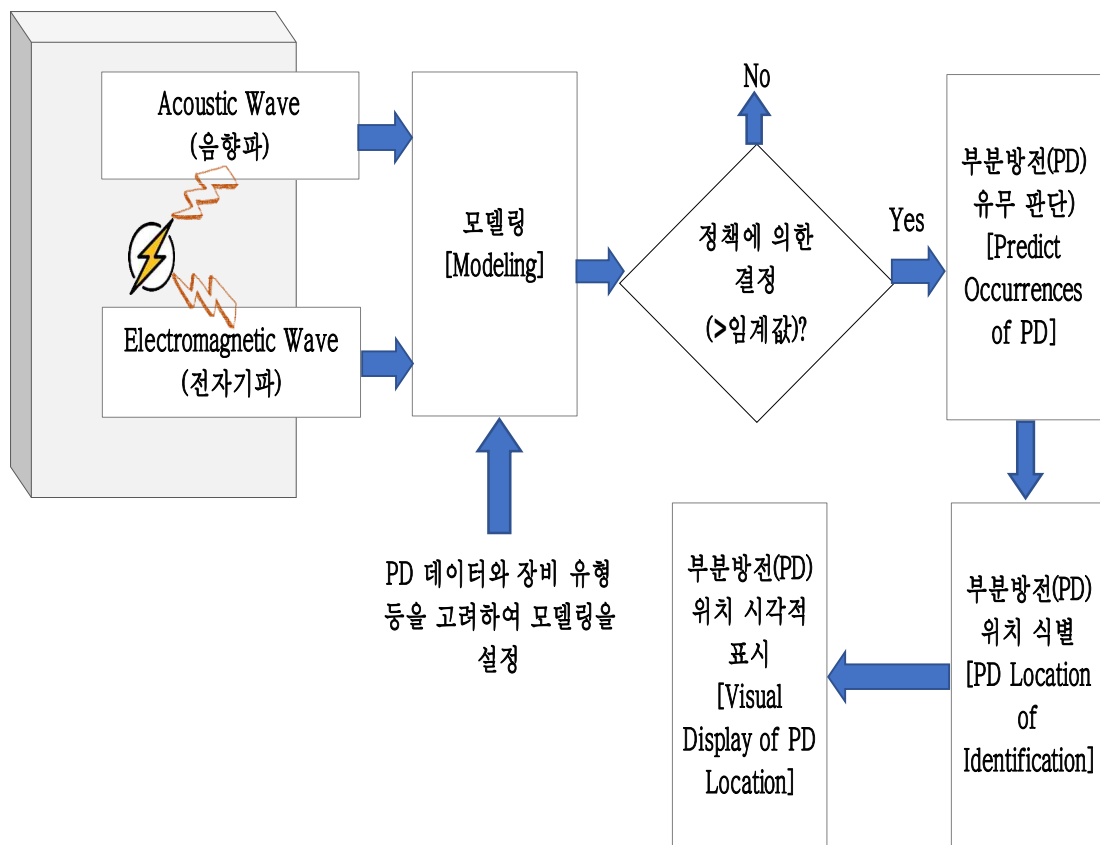 Acoustic Wave
(음향파)
Electromagnetic Wave
(전자기파)
모델링
[Modeling]
PD 데이터와 장비 유형
등을 고려하여 모델링을
설정
No
정책에 의한
결정
(>임계값)?
Yes
부분방전(PD)
유무 판단)
[Predict
Occurrences
of PD]
부분방전(PD)
위치 식별
[PD Location
of
Identification]
부분방전(PD)
위치 시각적
표시
[Visual
Display of PD
Location]